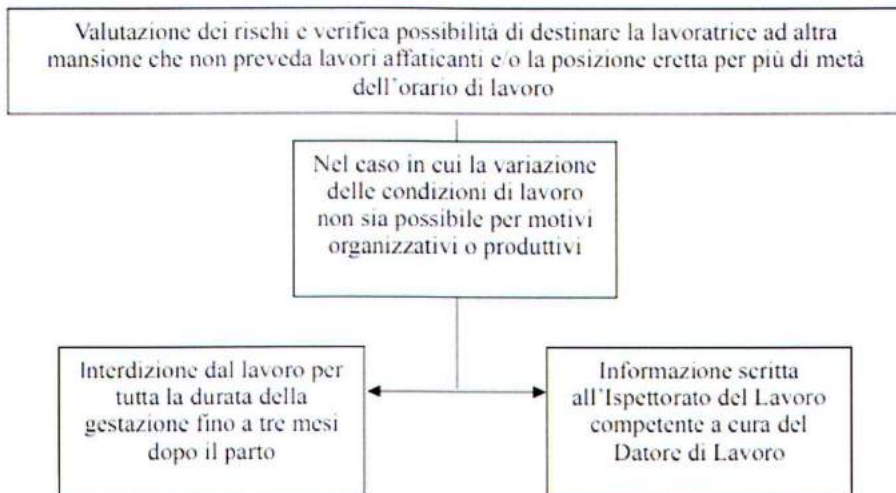 Valutazione dei rischi e verifica possibilità di destinare la lavoratrice ad altra
mansione che non preveda lavori affaticanti e/o la posizione eretta per più di metà
dell'orario di lavoro
Nel caso in cui la variazione
delle condizioni di lavoro
non sia possibile per motivi
organizzativi o produttivi
Interdizione dal lavoro per
tutta la durata della
gestazione fino a tre mesi
dopo il parto
Informazione scritta
all'Ispettorato del Lavoro
competente a cura del
Datore di Lavoro